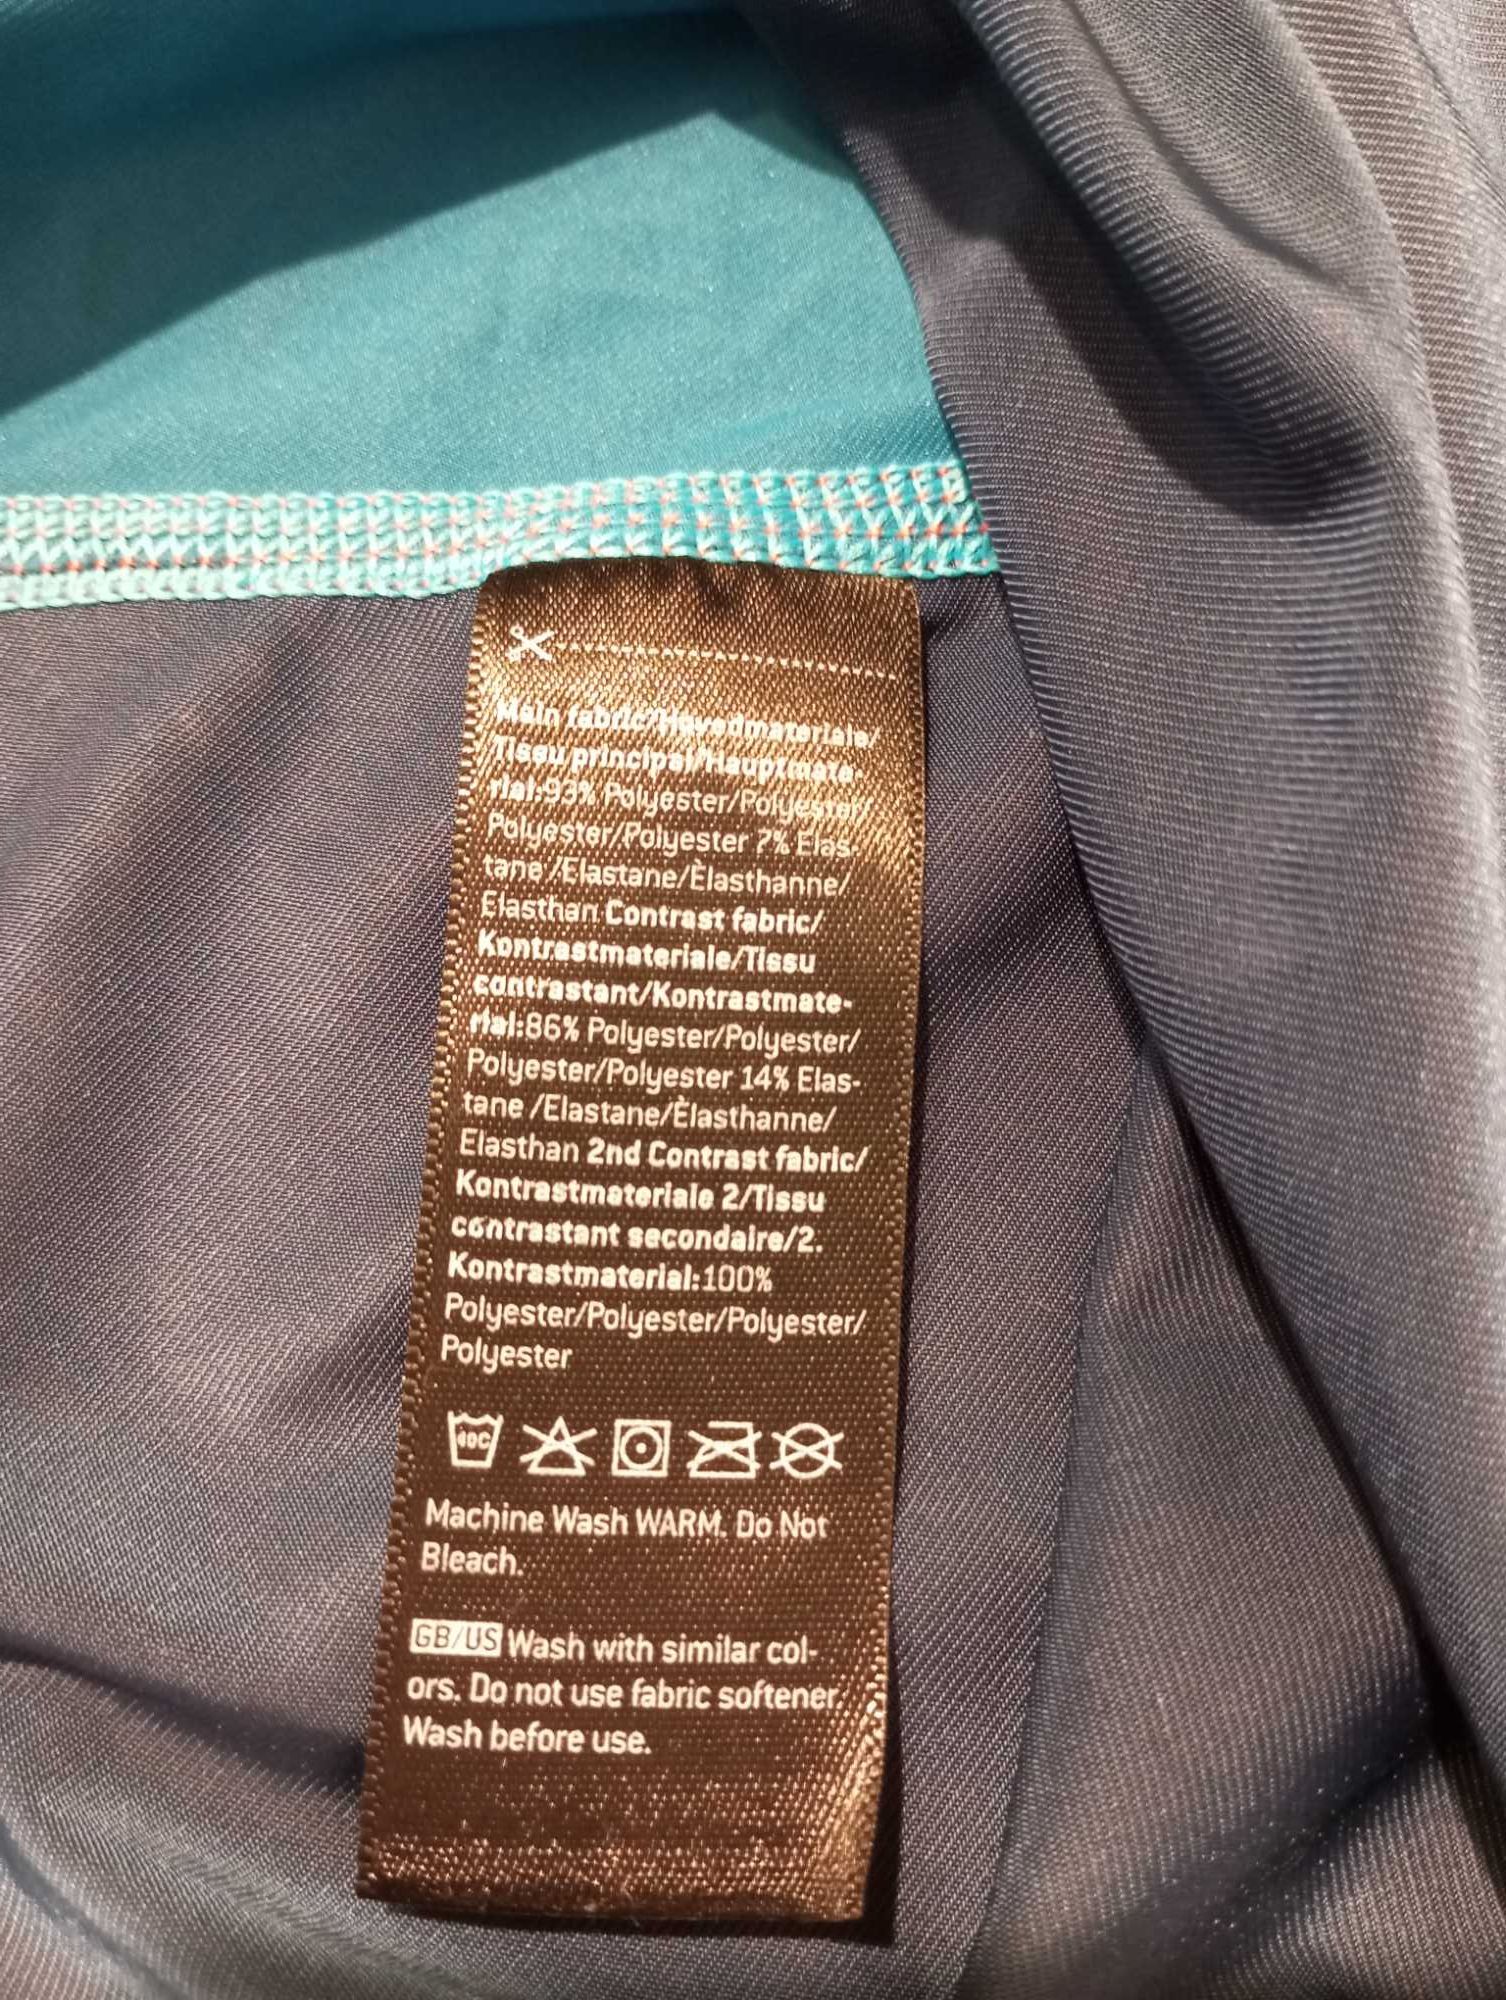 Main fabric/Hovedmateriale/
Tissu principal/Hauptmate-
rial:93% Polyester/Polyester/
Polyester/Polyester 7% Elas-
tane /Elastane/Èlasthanne/
Elasthan Contrast fabric/
Kontrastmateriale/Tissu
contrastant/Kontrastmate-
rial:86% Polyester/Polyester/
Polyester/Polyester 14% Elas-
tane /Elastane/Èlasthanne/
Elasthan 2nd Contrast fabric/
Kontrastmateriale 2/Tissu
contrastant secondaire/2.
Kontrastmaterial:100%
Polyester/Polyester/Polyester/
Polyester
40C
Machine Wash WARM. Do Not
Bleach.
GB/US Wash with similar col-
ors. Do not use fabric softener.
Wash before use.